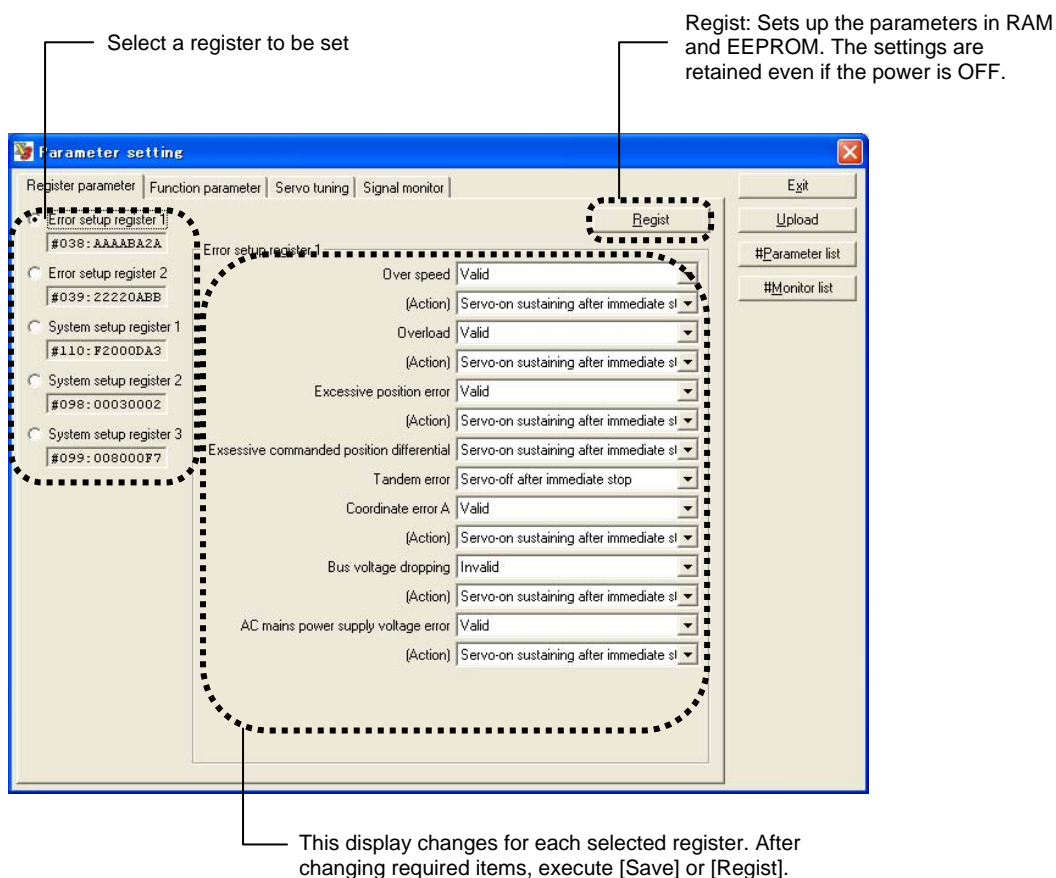 Select a register to be set
Regist: Sets up the parameters in RAM
and EEPROM. The settings are
retained even if the power is OFF.
Parameter setting
Register parameter
Function parameter
Servo tuning
Signal monitor
Exit
Upload
#Parameter list
#Monitor list
Regist
Error setup register 1
#038:AAAABA2A
Error setup register 2
#039:22220ABB
System setup register 1
#110:F2000DA3
System setup register 2
#098:00030002
System setup register 3
#099:008000F7
Error setup register 1
Over speed Valid
(Action) Servo-on sustaining after immediate st
Overload Valid
(Action) Servo-on sustaining after immediate st
Excessive position error Valid
(Action) Servo-on sustaining after immediate st
Exsessive commanded position differential Servo-on sustaining after immediate st
Tandem error Servo-off after immediate stop
Coordinate error A Valid
(Action) Servo-on sustaining after immediate st
Bus voltage dropping Invalid
(Action) Servo-on sustaining after immediate st
AC mains power supply voltage error Valid
(Action) Servo-on sustaining after immediate st
This display changes for each selected register. After
changing required items, execute [Save] or [Regist].